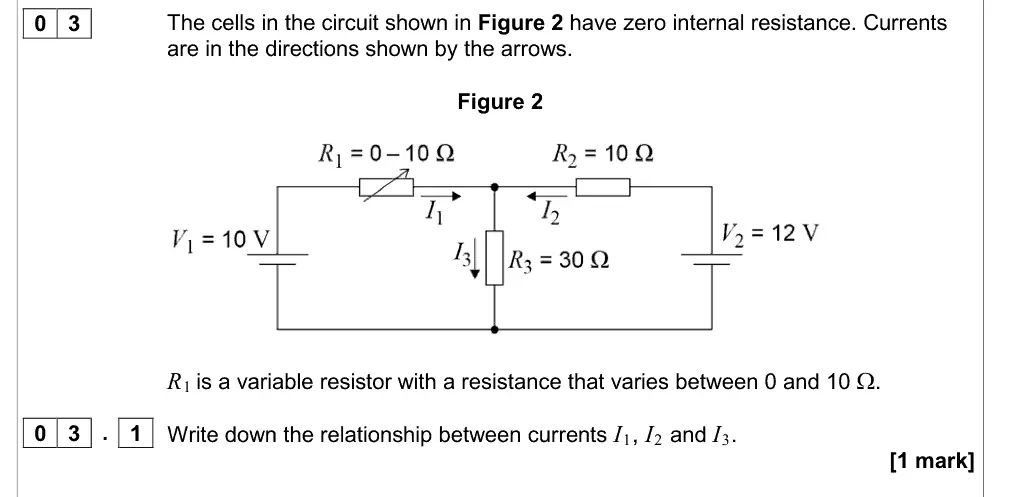 0 3
The cells in the circuit shown in Figure 2 have zero internal resistance. Currents
are in the directions shown by the arrows.
Figure 2
R₁ = 0 – 10 Ω
R₂ = 10 Ω
I₁
I₂
V₁ = 10 V
V₂ = 12 V
I₃
R₃ = 30 Ω
R₁ is a variable resistor with a resistance that varies between 0 and 10 Ω.
0 3 . 1
Write down the relationship between currents I₁, I₂ and I₃.
[1 mark]